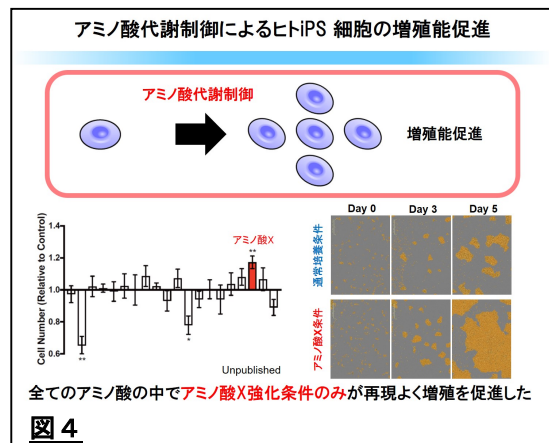 アミノ酸代謝制御によるヒトiPS 細胞の増殖能促進
アミノ酸代謝制御
増殖能促進
Cell Number (Relative to Control)
1.4
1.2
1.0
0.8
0.6
アミノ酸X
**
**
*
Unpublished
Day 0
Day 3
Day 5
通常培養条件
アミノ酸X条件
全てのアミノ酸の中でアミノ酸X強化条件のみが再現よく増殖を促進した
図４